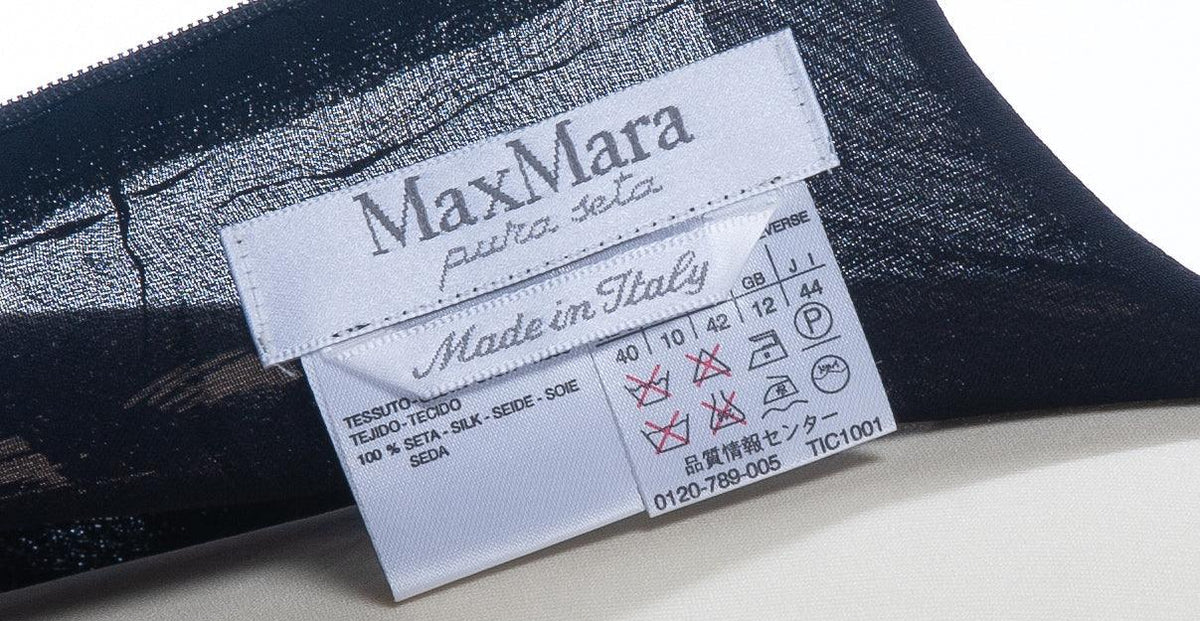 MaxMara
pura seta
Made in Italy
TESSUTO-
TEJIDO-TECIDO
100 % SETA - SILK - SEIDE - SOIE
SEDA
GB J I
40 10 42 12 44
P
品質情報センター
0120-789-005 TIC1001